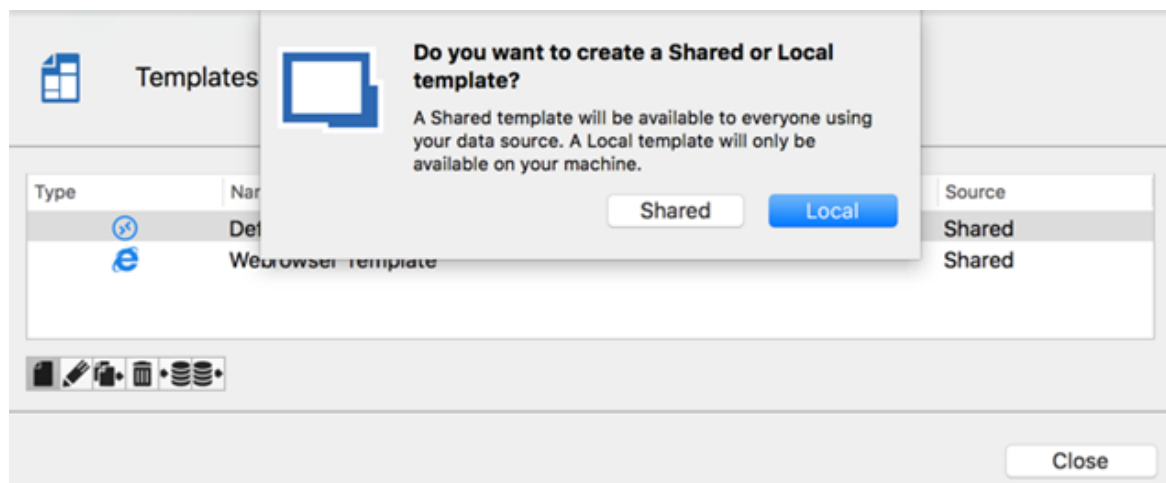 Templates
Do you want to create a Shared or Local
template?
A Shared template will be available to everyone using
your data source. A Local template will only be
available on your machine.
Shared
Local
Type
Source
Shared
Template
Shared
Close